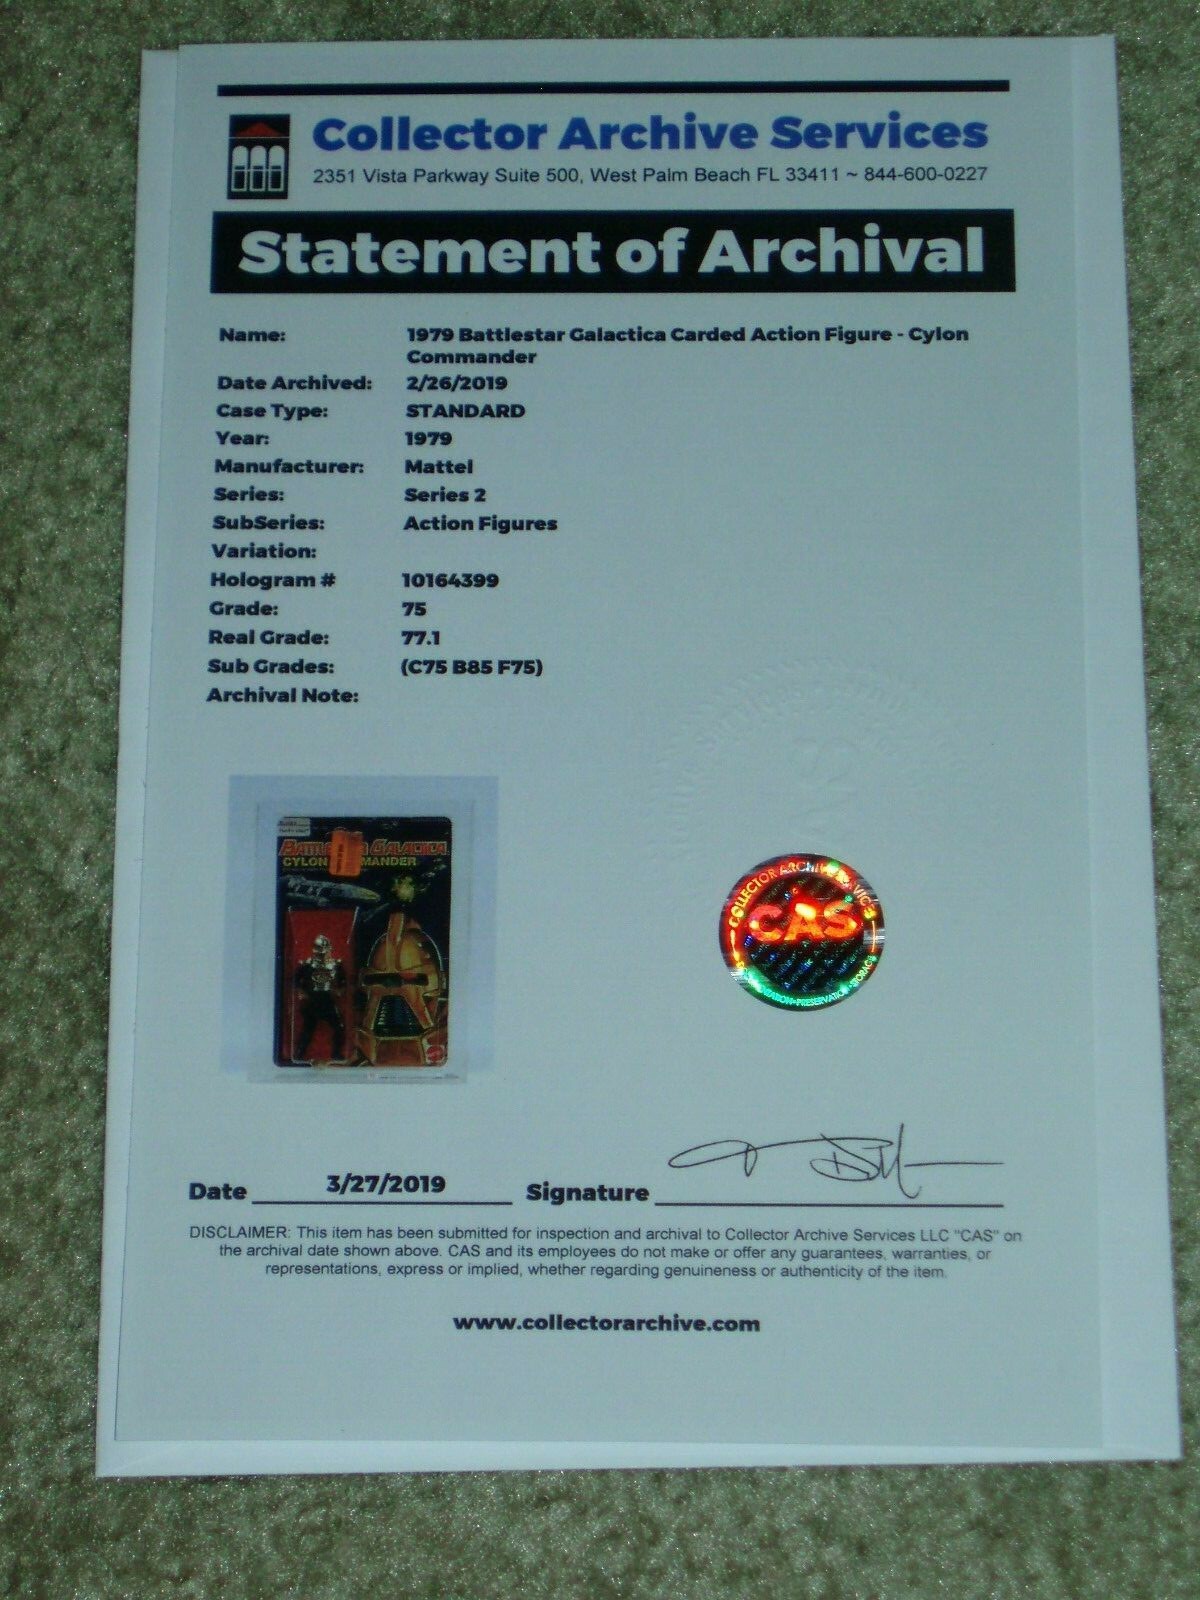 Collector Archive Services
2351 Vista Parkway Suite 500, West Palm Beach FL 33411 ~ 844-600-0227
Statement of Archival
Name: 1979 Battlestar Galactica Carded Action Figure - Cylon
Commander
Date Archived: 2/26/2019
Case Type: STANDARD
Year: 1979
Manufacturer: Mattel
Series: Series 2
SubSeries: Action Figures
Variation:
Hologram # 10164399
Grade: 75
Real Grade: 77.1
Sub Grades: (C75 B85 F75)
Archival Note:
GALACTICA
CYLON MANDER
COLLECTOR ARCHIVE
CAS
PRESERVATION
Date 3/27/2019 Signature
DISCLAIMER: This item has been submitted for inspection and archival to Collector Archive Services LLC "CAS" on
the archival date shown above. CAS and its employees do not make or offer any guarantees, warranties, or
representations, express or implied, whether regarding genuineness or authenticity of the item.
www.collectorarchive.com